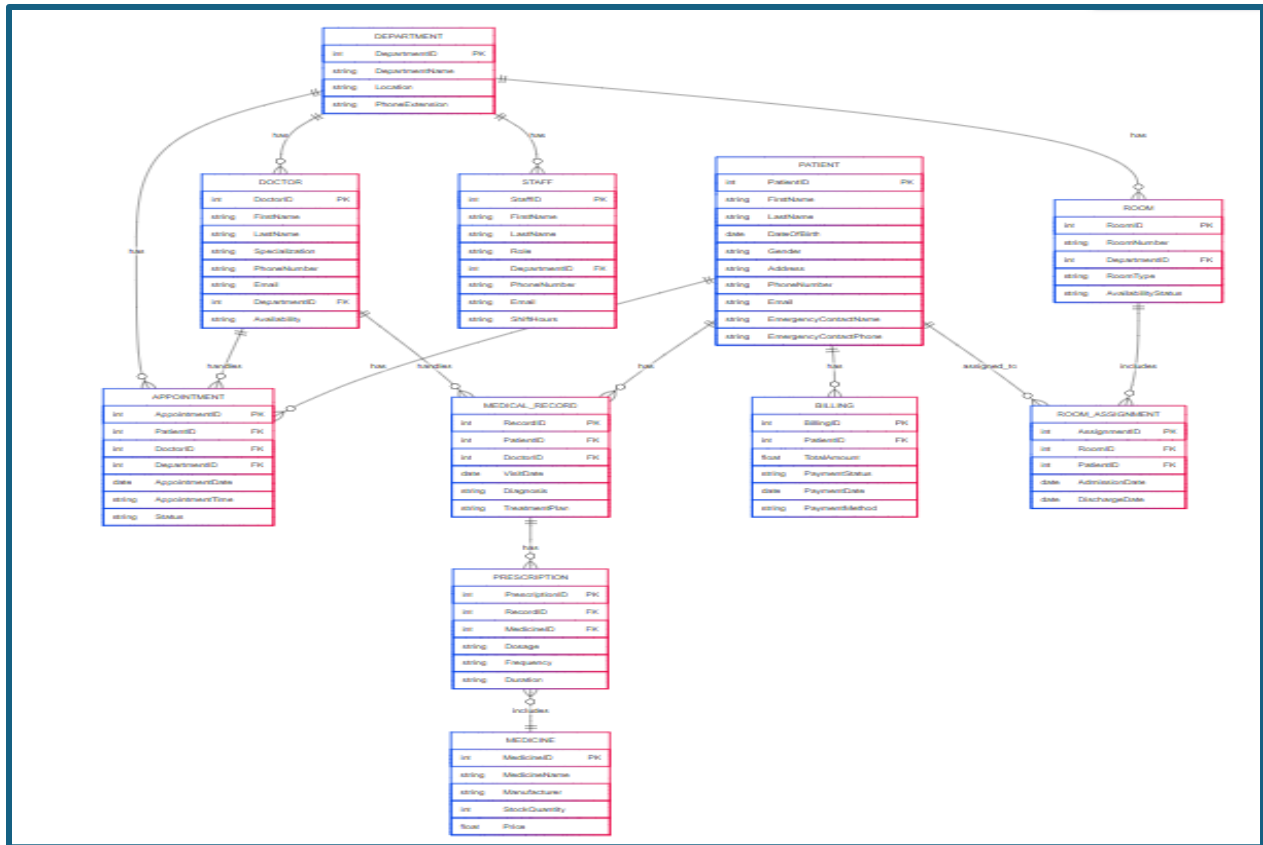 DEPARTMENT
int DepartmentID PK
string DepartmentName
string Location
string PhoneExtension
has
has
has
has
DOCTOR
int DoctorID PK
string FirstName
string LastName
string Specialization
string PhoneNumber
string Email
int DepartmentID FK
string Availability
STAFF
int StaffID PK
string FirstName
string LastName
string Role
int DepartmentID FK
string PhoneNumber
string Email
string ShiftHours
PATIENT
int PatientID PK
string FirstName
string LastName
date DateOfBirth
string Gender
string Address
string PhoneNumber
string Email
string EmergencyContactName
string EmergencyContactPhone
ROOM
int RoomID PK
string RoomNumber
int DepartmentID FK
string RoomType
string AvailabilityStatus
handles
has
handles
has
has
assigned_to
includes
APPOINTMENT
int AppointmentID PK
int PatientID FK
int DoctorID FK
int DepartmentID FK
date AppointmentDate
string AppointmentTime
string Status
MEDICAL_RECORD
int RecordID PK
int PatientID FK
int DoctorID FK
date VisitDate
string Diagnosis
string TreatmentPlan
BILLING
int BillingID PK
int PatientID FK
float TotalAmount
string PaymentStatus
date PaymentDate
string PaymentMethod
ROOM_ASSIGNMENT
int AssignmentID PK
int RoomID FK
int PatientID FK
date AdmissionDate
date DischargeDate
has
PRESCRIPTION
int PrescriptionID PK
int RecordID FK
int MedicineID FK
string Dosage
string Frequency
string Duration
includes
MEDICINE
int MedicineID PK
string MedicineName
string Manufacturer
int StockQuantity
float Price